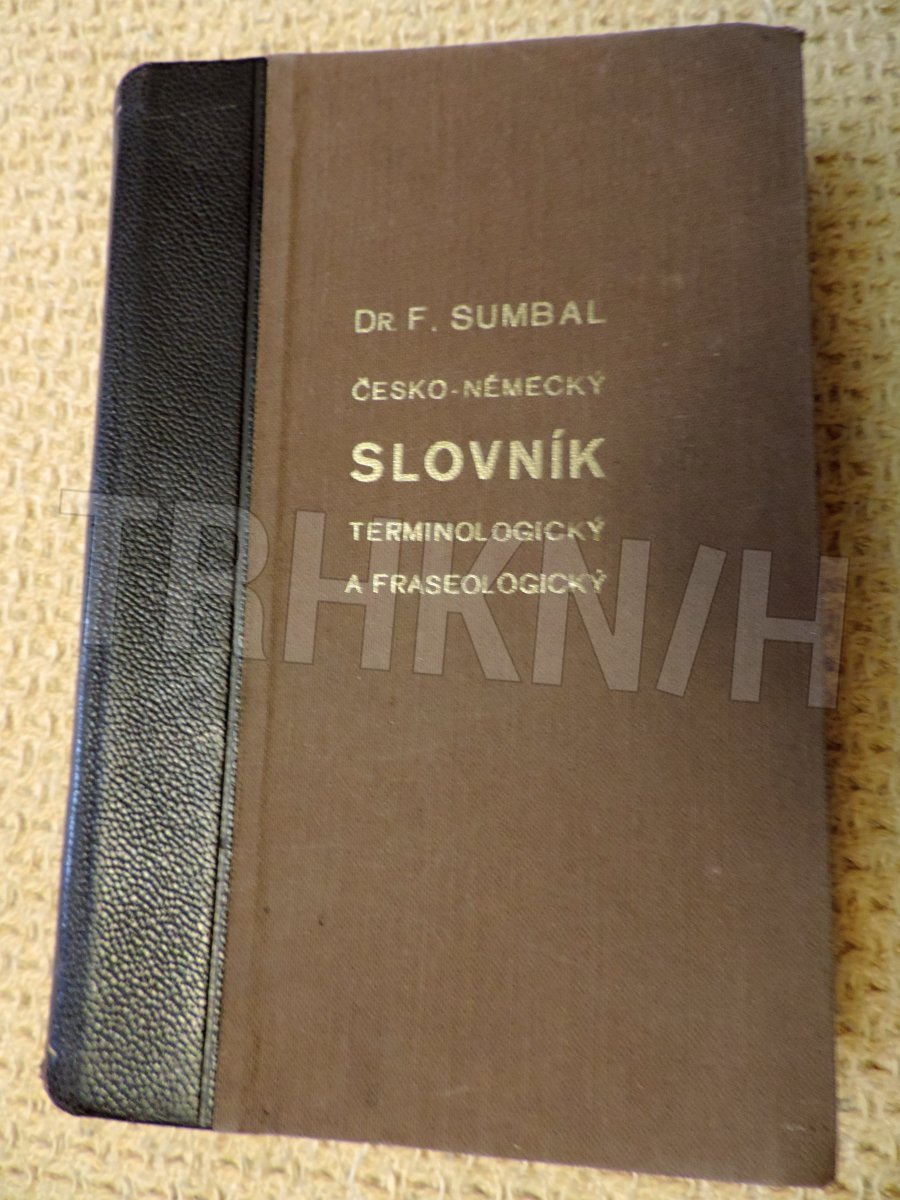 DR. F. SUMBAL
ČESKO-NĚMECKÝ
SLOVNÍK
TERMINOLOGICKÝ
A FRASEOLOGICKÝ
TRHKNIH